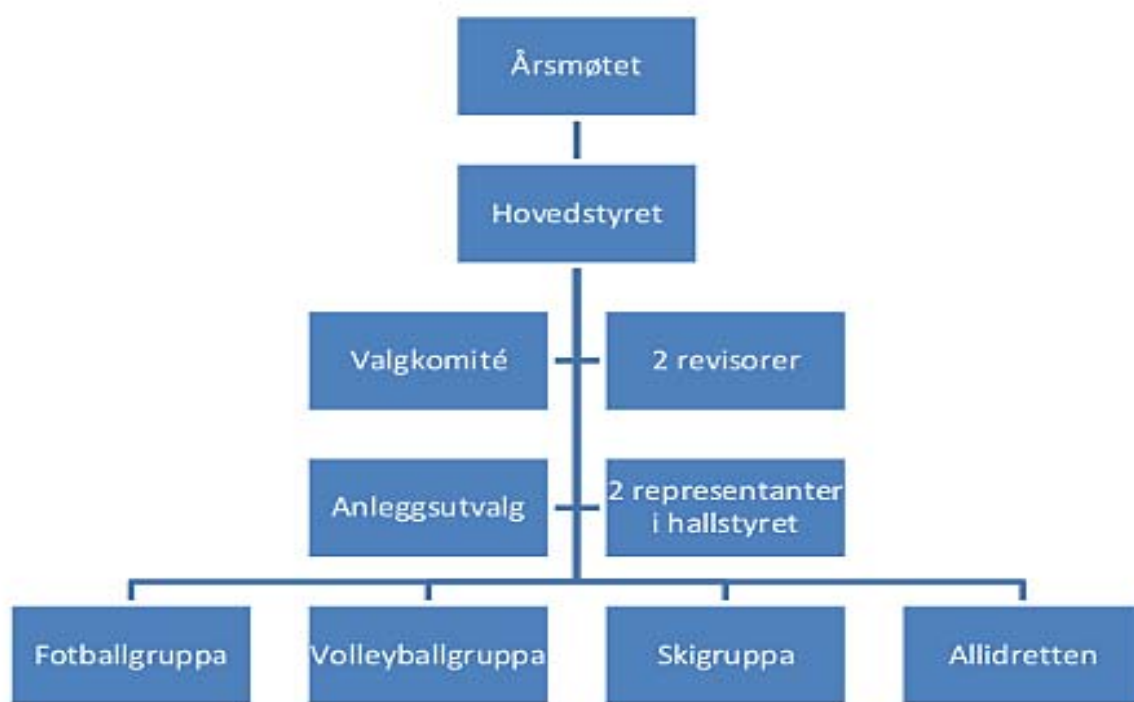 Årsmøtet
Hovedstyret
Valgkomité
2 revisorer
Anleggsutvalg
2 representanter
i hallstyret
Fotballgruppa
Volleyballgruppa
Skigruppa
Allidretten